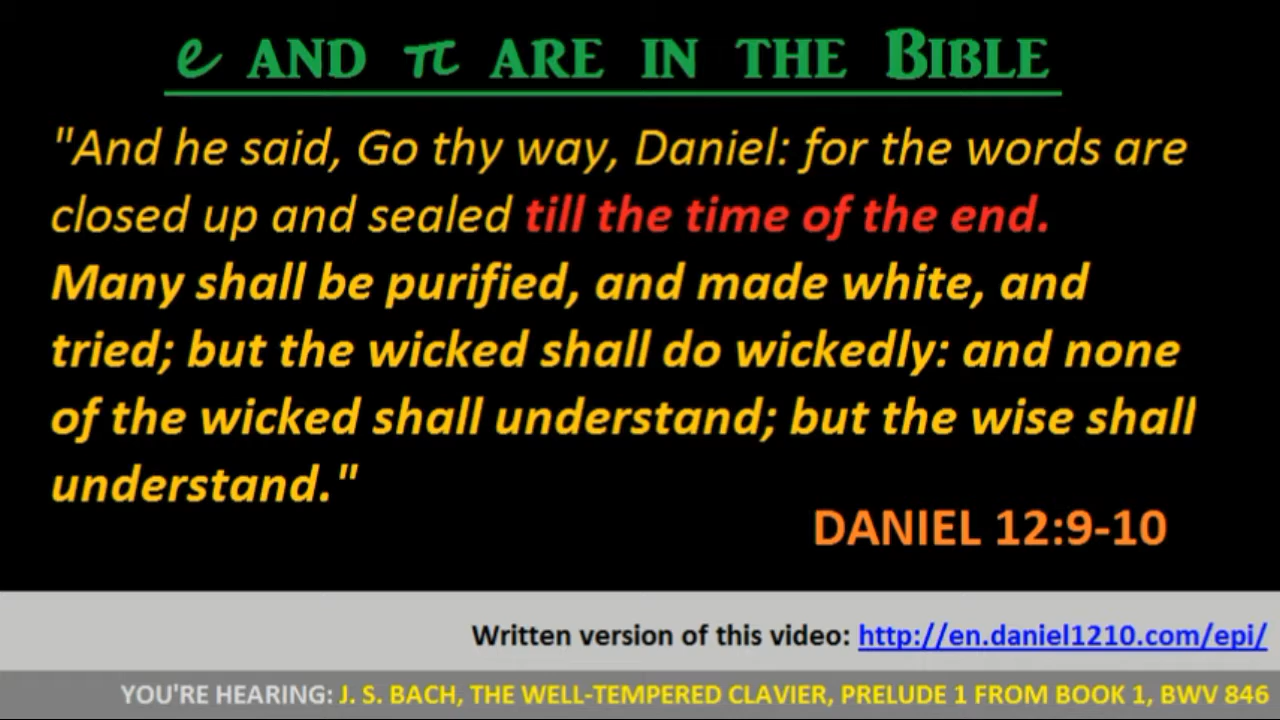 e AND π ARE IN THE BIBLE
"And he said, Go thy way, Daniel: for the words are
closed up and sealed till the time of the end.
Many shall be purified, and made white, and
tried; but the wicked shall do wickedly: and none
of the wicked shall understand; but the wise shall
understand."
DANIEL 12:9-10
Written version of this video: http://en.daniel1210.com/epi/
YOU'RE HEARING: J. S. BACH, THE WELL-TEMPERED CLAVIER, PRELUDE 1 FROM BOOK 1, BWV 846